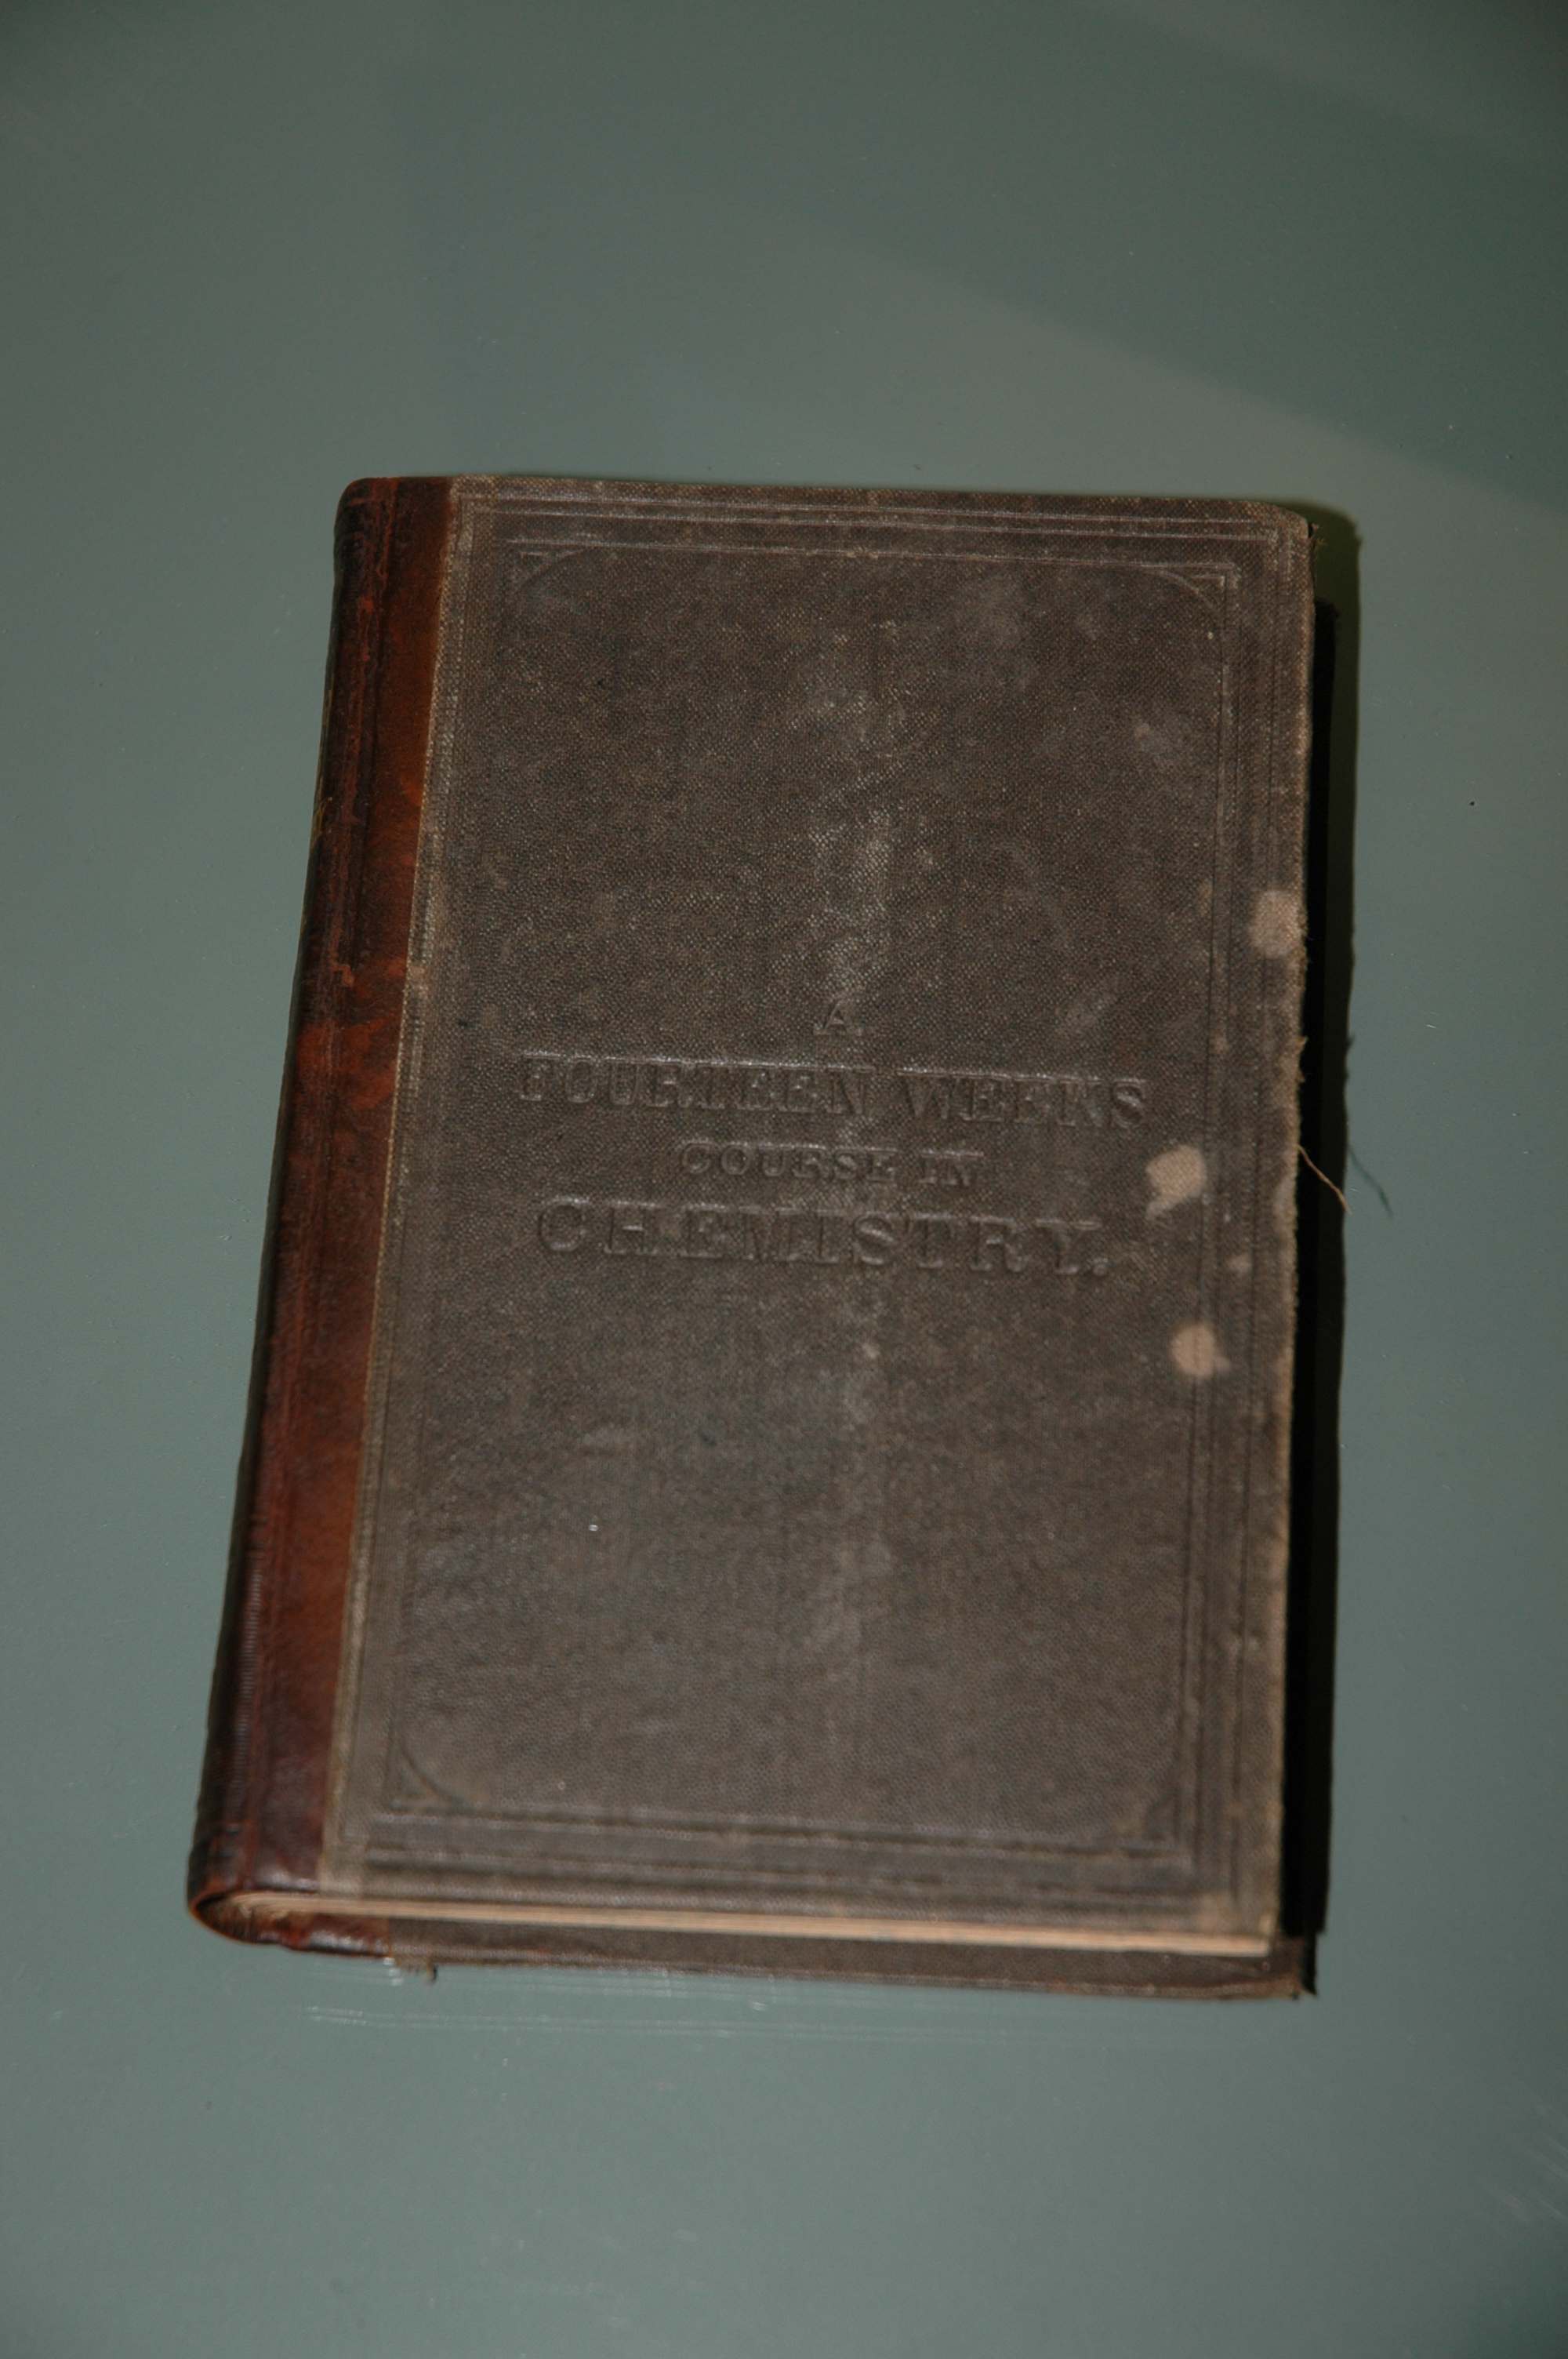 A
FOURTEEN WEEKS
COURSE IN
CHEMISTRY.